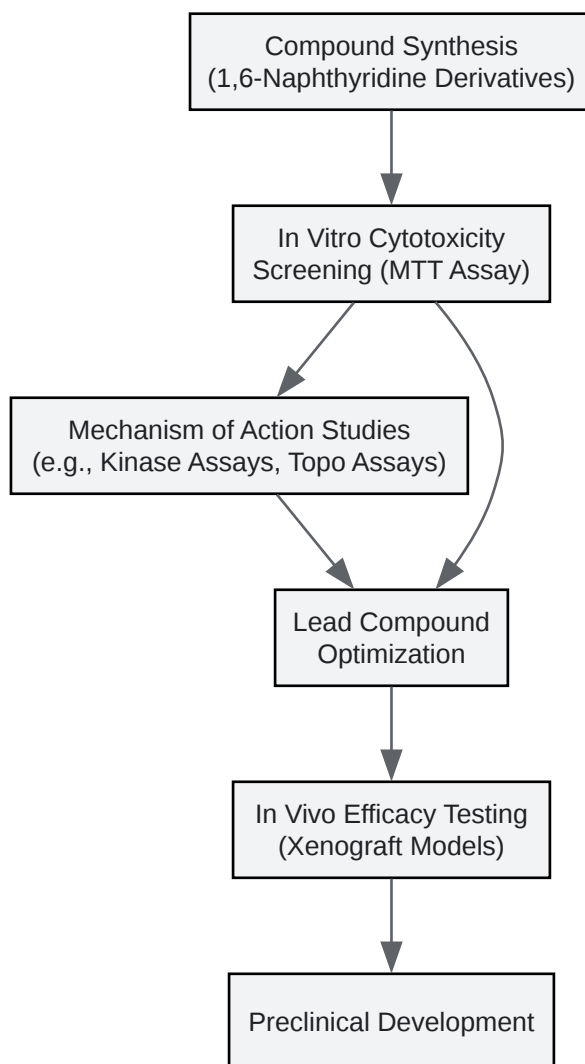 Compound Synthesis
(1,6-Naphthyridine Derivatives)
In Vitro Cytotoxicity
Screening (MTT Assay)
Mechanism of Action Studies
(e.g., Kinase Assays, Topo Assays)
Lead Compound
Optimization
In Vivo Efficacy Testing
(Xenograft Models)
Preclinical Development